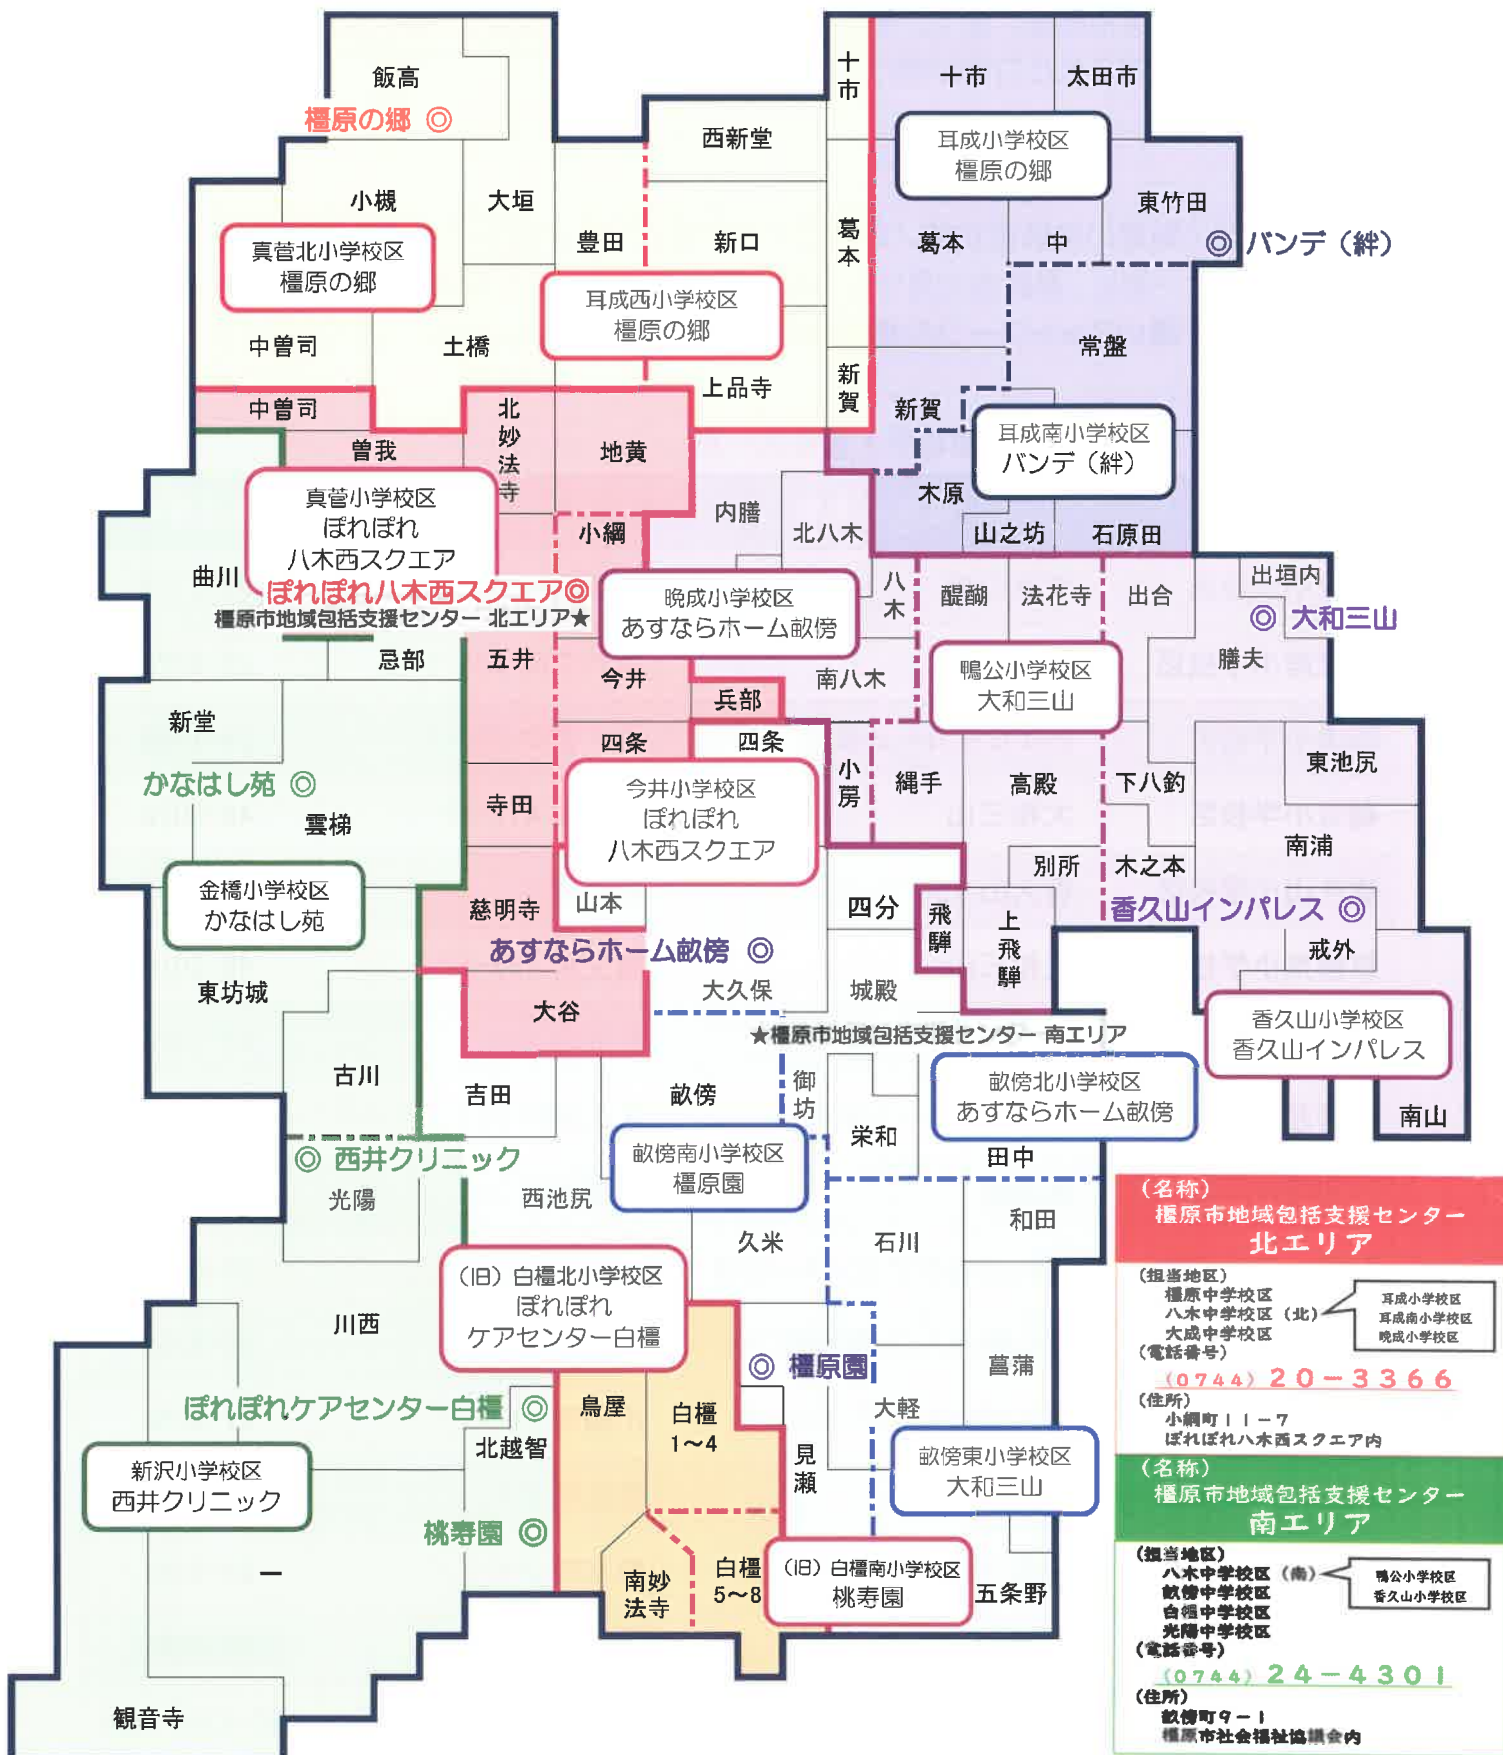 飯高
十市
十市
太田市
橿原の郷 ◎
西新堂
耳成小学校区
橿原の郷
小槻
大垣
東竹田
豊田
新口
葛本
葛本
中
◎ バンデ（絆）
真菅北小学校区
橿原の郷
耳成西小学校区
橿原の郷
中曽司
土橋
常盤
上品寺
新賀
新賀
中曽司
北妙法寺
曽我
地黄
耳成南小学校区
バンデ（絆）
真菅小学校区
ぽれぽれ
八木西スクエア
木原
内膳
北八木
小綱
山之坊
石原田
曲川
ぽれぽれ八木西スクエア◎
橿原市地域包括支援センター 北エリア★
晩成小学校区
あすならホーム畝傍
八木
醍醐
法花寺
出合
出垣内
◎ 大和三山
忌部
五井
今井
南八木
鴨公小学校区
大和三山
膳夫
兵部
新堂
四条
四条
かなはし苑 ◎
寺田
今井小学校区
ぽれぽれ
八木西スクエア
小房
縄手
高殿
下八釣
東池尻
雲梯
南浦
別所
木之本
金橋小学校区
かなはし苑
慈明寺
山本
四分
飛騨
上飛騨
香久山インパレス ◎
あすならホーム畝傍 ◎
戒外
東坊城
大久保
城殿
大谷
★橿原市地域包括支援センター 南エリア
香久山小学校区
香久山インパレス
古川
吉田
畝傍
御坊
畝傍北小学校区
あすならホーム畝傍
南山
栄和
田中
◎ 西井クリニック
畝傍南小学校区
橿原園
光陽
西池尻
和田
久米
石川
（旧）白橿北小学校区
ぽれぽれ
ケアセンター白橿
川西
◎ 橿原園
菖蒲
ぽれぽれケアセンター白橿 ◎
鳥屋
白橿
1～4
大軽
北越智
見瀬
畝傍東小学校区
大和三山
新沢小学校区
西井クリニック
桃寿園 ◎
一
南妙
法寺
白橿
5～8
（旧）白橿南小学校区
桃寿園
五条野
観音寺
（名称）
橿原市地域包括支援センター
北エリア
（担当地区）
橿原中学校区
八木中学校区（北）
大成中学校区
耳成小学校区
耳成南小学校区
晩成小学校区
（電話番号）
（0744）20－3366
（住所）
小綱町11－7
ぽれぽれ八木西スクエア内
（名称）
橿原市地域包括支援センター
南エリア
（担当地区）
八木中学校区（南）
畝傍中学校区
白橿中学校区
光陽中学校区
鴨公小学校区
香久山小学校区
（電話番号）
（0744）24－4301
（住所）
畝傍町9－1
橿原市社会福祉協議会内